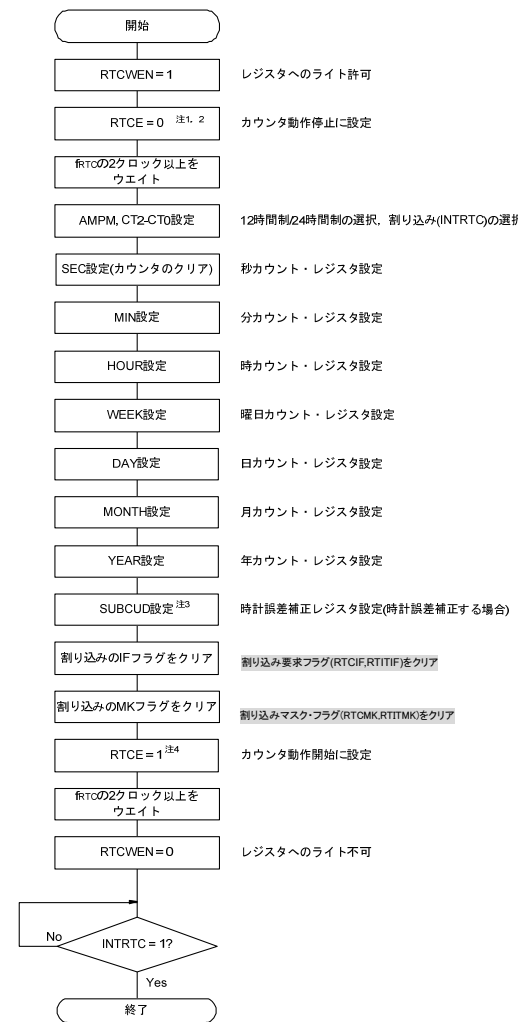 開始
RTCWEN = 1 レジスタへのライト許可
RTCE = 0 注1, 2 カウンタ動作停止に設定
fRTCの2クロック以上を
ウエイト
AMPM, CT2-CT0設定 12時間制/24時間制の選択, 割り込み(INTRTC)の選択
SEC設定(カウンタのクリア) 秒カウント・レジスタ設定
MIN設定 分カウント・レジスタ設定
HOUR設定 時カウント・レジスタ設定
WEEK設定 曜日カウント・レジスタ設定
DAY設定 日カウント・レジスタ設定
MONTH設定 月カウント・レジスタ設定
YEAR設定 年カウント・レジスタ設定
SUBCUD設定 注3 時計誤差補正レジスタ設定(時計誤差補正する場合)
割り込みのIFフラグをクリア 割り込み要求フラグ(RTCIF,RTITIF)をクリア
割り込みのMKフラグをクリア 割り込みマスク・フラグ(RTCMK,RTITMK)をクリア
RTCE = 1 注4 カウンタ動作開始に設定
fRTCの2クロック以上を
ウエイト
RTCWEN = 0 レジスタへのライト不可
No
INTRTC = 1?
Yes
終了